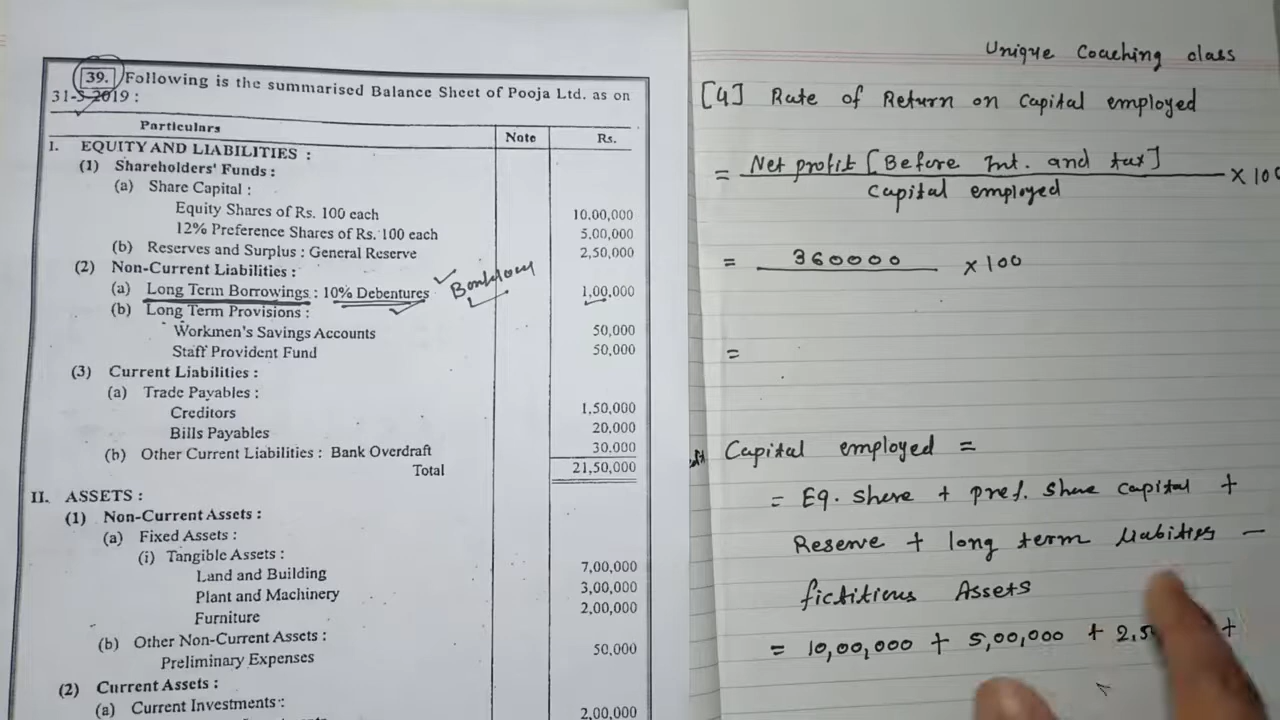 39. Following is the summarised Balance Sheet of Pooja Ltd. as on
31-3-2019 :
Particulars Note Rs.
I. EQUITY AND LIABILITIES :
(1) Shareholders' Funds :
(a) Share Capital :
Equity Shares of Rs. 100 each 10,00,000
12% Preference Shares of Rs. 100 each 5,00,000
(b) Reserves and Surplus : General Reserve 2,50,000
(2) Non-Current Liabilities :
(a) Long Term Borrowings : 10% Debentures Bank loan 1,00,000
(b) Long Term Provisions :
Workmen's Savings Accounts 50,000
Staff Provident Fund 50,000
(3) Current Liabilities :
(a) Trade Payables :
Creditors 1,50,000
Bills Payables 20,000
(b) Other Current Liabilities : Bank Overdraft 30,000
Total 21,50,000
II. ASSETS :
(1) Non-Current Assets :
(a) Fixed Assets :
(i) Tangible Assets :
Land and Building 7,00,000
Plant and Machinery 3,00,000
Furniture 2,00,000
(b) Other Non-Current Assets :
Preliminary Expenses 50,000
(2) Current Assets :
(a) Current Investments :
2,00,000
Unique Coaching class
[4] Rate of Return on Capital employed
= Net profit [Before Int. and tax] × 100
Capital employed
= 360000 × 100
=
Capital employed =
= Eq. share + pref. share capital +
Reserve + long term liabities –
fictitious Assets
= 10,00,000 + 5,00,000 + +